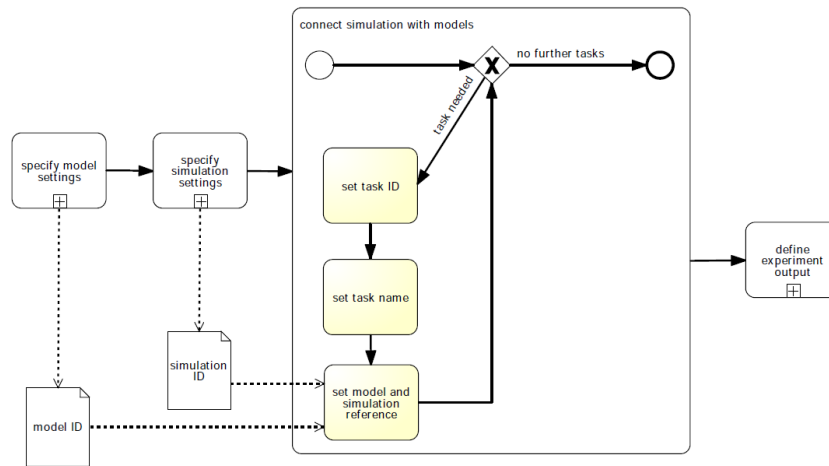 connect simulation with models
no further tasks
task needed
specify model
settings
specify
simulation
settings
set task ID
define
experiment
output
set task name
simulation
ID
set model and
simulation
reference
model ID